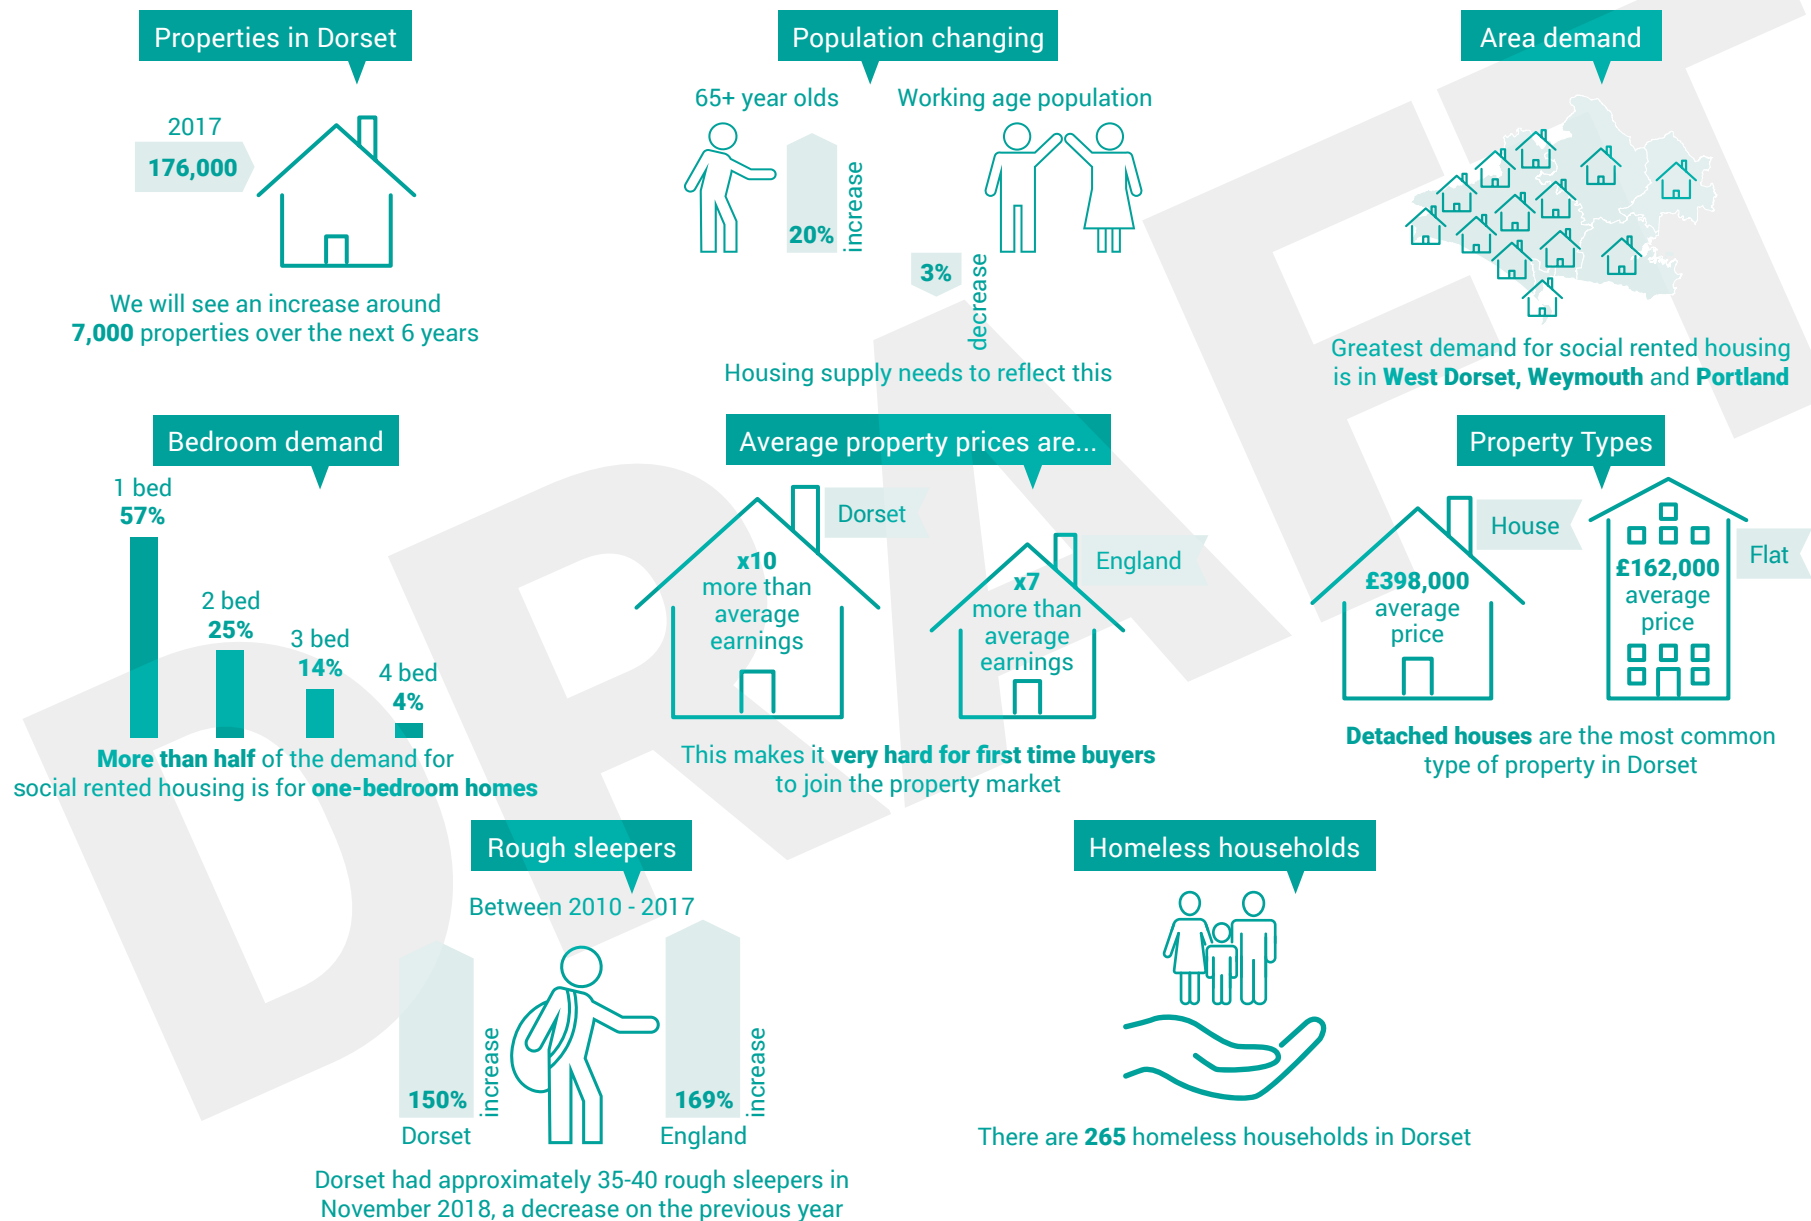 Properties in Dorset
2017
176,000
We will see an increase around
7,000 properties over the next 6 years
Population changing
65+ year olds
Working age population
20%
increase
3%
decrease
Housing supply needs to reflect this
Area demand
Greatest demand for social rented housing
is in West Dorset, Weymouth and Portland
Bedroom demand
1 bed
57%
2 bed
25%
3 bed
14%
4 bed
4%
More than half of the demand for
social rented housing is for one-bedroom homes
Average property prices are...
Dorset
x10
more than
average
earnings
England
x7
more than
average
earnings
This makes it very hard for first time buyers
to join the property market
Property Types
House
£398,000
average
price
Flat
£162,000
average
price
Detached houses are the most common
type of property in Dorset
Rough sleepers
Between 2010 - 2017
150%
increase
Dorset
169%
increase
England
Dorset had approximately 35-40 rough sleepers in
November 2018, a decrease on the previous year
Homeless households
There are 265 homeless households in Dorset
DRAFT